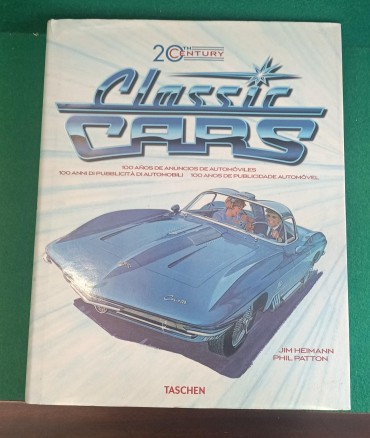 20TH CENTURY
Classic
CARS
100 AÑOS DE ANUNCIOS DE AUTOMÓVILES
100 ANNI DI PUBBLICITÀ DI AUTOMOBILI 100 ANOS DE PUBLICIDADE AUTOMÓVEL
JIM HEIMANN
PHIL PATTON
TASCHEN